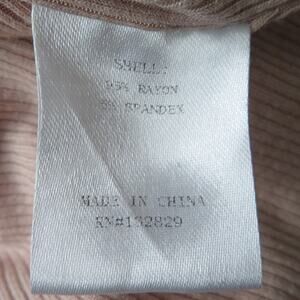 SHELL:
95% RAYON
5% SPANDEX
MADE IN CHINA
RN#132829